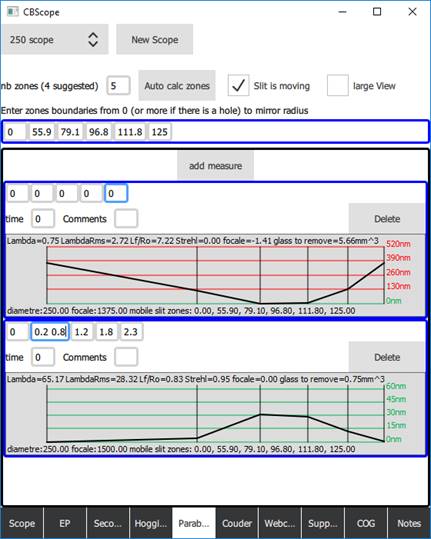 CBScope
250 scope New Scope
nb zones (4 suggested) 5 Auto calc zones Slit is moving large View
Enter zones boundaries from 0 (or more if there is a hole) to mirror radius
0 55.9 79.1 96.8 111.8 125
add measure
0 0 0 0 0
time 0 Comments Delete
Lambda=0.75 LambdaRms=2.72 Lf/Ro=7.22 Strehl=0.00 focale=-1.41 glass to remove=5.66mm^3
520nm
390nm
260nm
130nm
0nm
diametre:250.00 focale:1375.00 mobile slit zones: 0.00, 55.90, 79.10, 96.80, 111.80, 125.00
0 0.2 0.8 1.2 1.8 2.3
time 0 Comments Delete
Lambda=65.17 LambdaRms=28.32 Lf/Ro=0.83 Strehl=0.95 focale=0.00 glass to remove=0.75mm^3
60nm
45nm
30nm
15nm
0nm
diametre:250.00 focale:1500.00 mobile slit zones: 0.00, 55.90, 79.10, 96.80, 111.80, 125.00
Scope EP Seco... Hoggi... Parab... Couder Webc... Supp... COG Notes